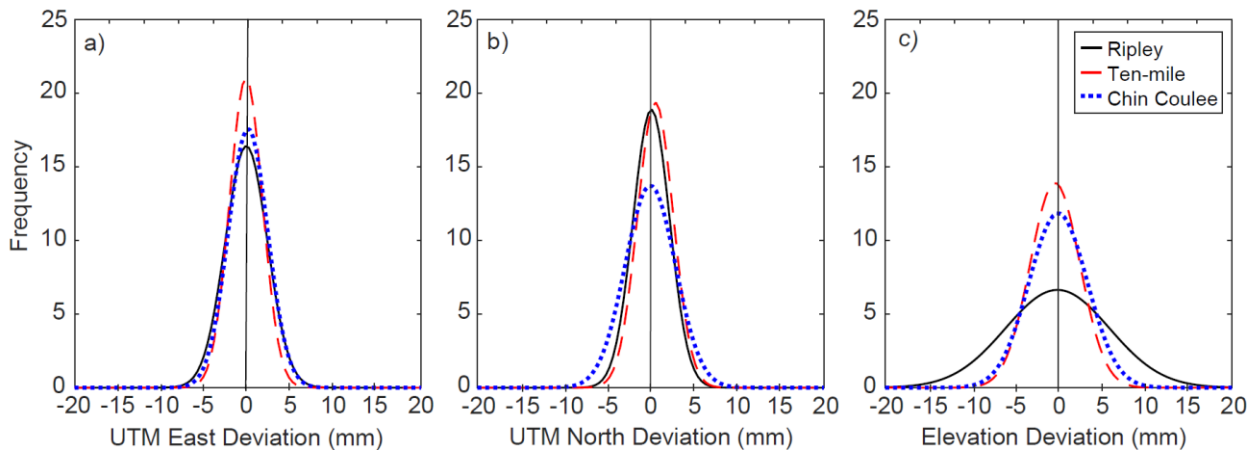 a)
25
20
15
10
5
0
Frequency
-20 -15 -10 -5 0 5 10 15 20
UTM East Deviation (mm)
b)
25
20
15
10
5
0
-20 -15 -10 -5 0 5 10 15 20
UTM North Deviation (mm)
c)
25
20
15
10
5
0
Ripley
Ten-mile
Chin Coulee
-20 -15 -10 -5 0 5 10 15 20
Elevation Deviation (mm)